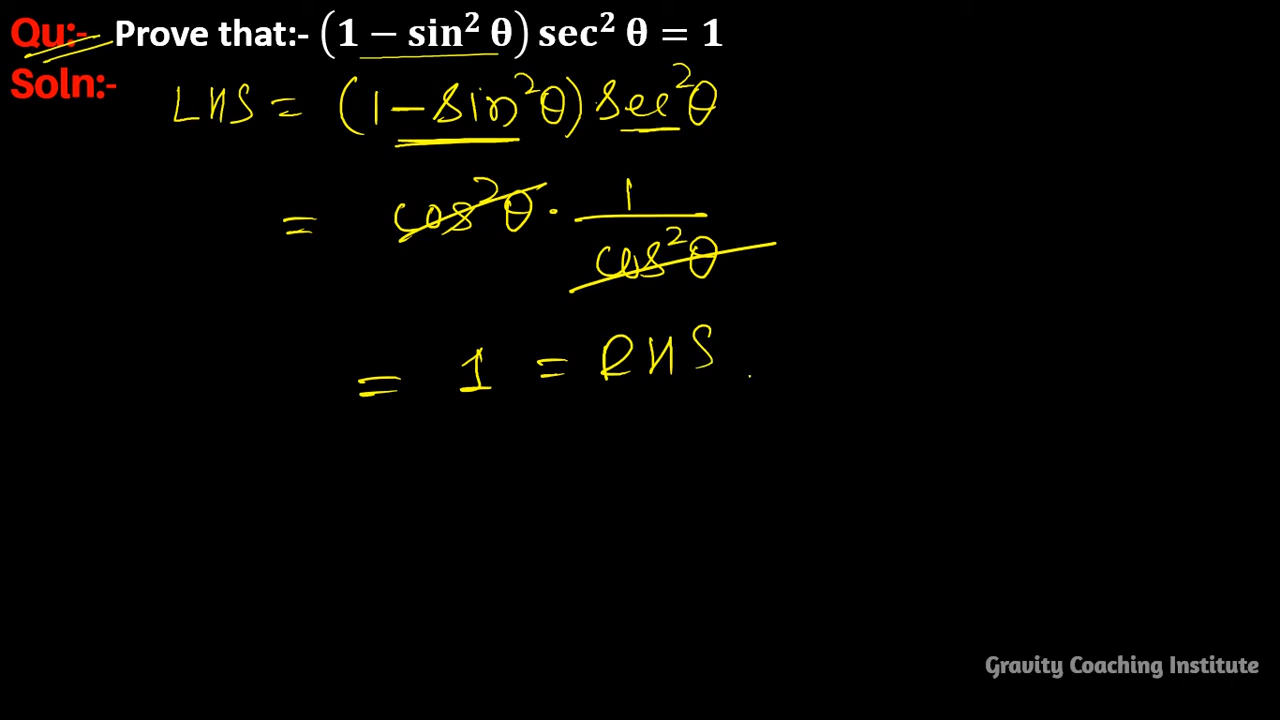 Qu:- Prove that:- (1 − sin² θ) sec² θ = 1
Soln:- LHS = (1 − sin²θ) sec²θ
= cos²θ · 1/cos²θ
= 1 = RHS.
Gravity Coaching Institute